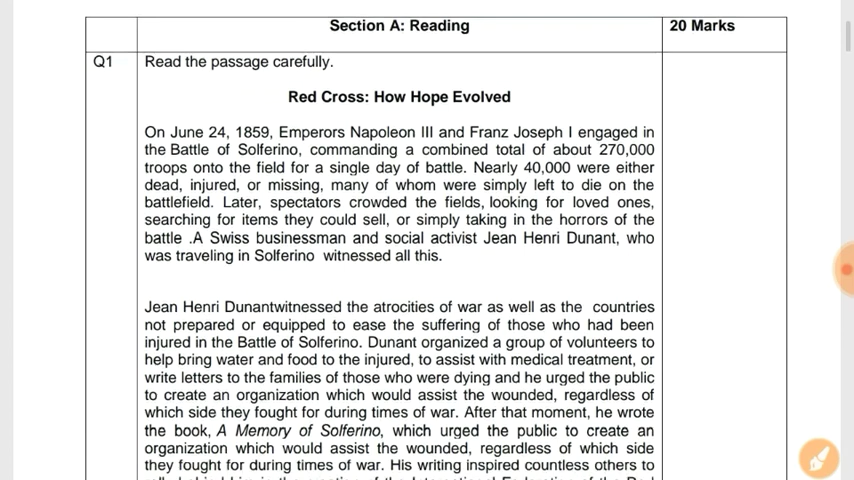 Section A: Reading
20 Marks
Q1
Read the passage carefully.
Red Cross: How Hope Evolved
On June 24, 1859, Emperors Napoleon III and Franz Joseph I engaged in
the Battle of Solferino, commanding a combined total of about 270,000
troops onto the field for a single day of battle. Nearly 40,000 were either
dead, injured, or missing, many of whom were simply left to die on the
battlefield. Later, spectators crowded the fields, looking for loved ones,
searching for items they could sell, or simply taking in the horrors of the
battle .A Swiss businessman and social activist Jean Henri Dunant, who
was traveling in Solferino witnessed all this.
Jean Henri Dunantwitnessed the atrocities of war as well as the countries
not prepared or equipped to ease the suffering of those who had been
injured in the Battle of Solferino. Dunant organized a group of volunteers to
help bring water and food to the injured, to assist with medical treatment, or
write letters to the families of those who were dying and he urged the public
to create an organization which would assist the wounded, regardless of
which side they fought for during times of war. After that moment, he wrote
the book, A Memory of Solferino, which urged the public to create an
organization which would assist the wounded, regardless of which side
they fought for during times of war. His writing inspired countless others to